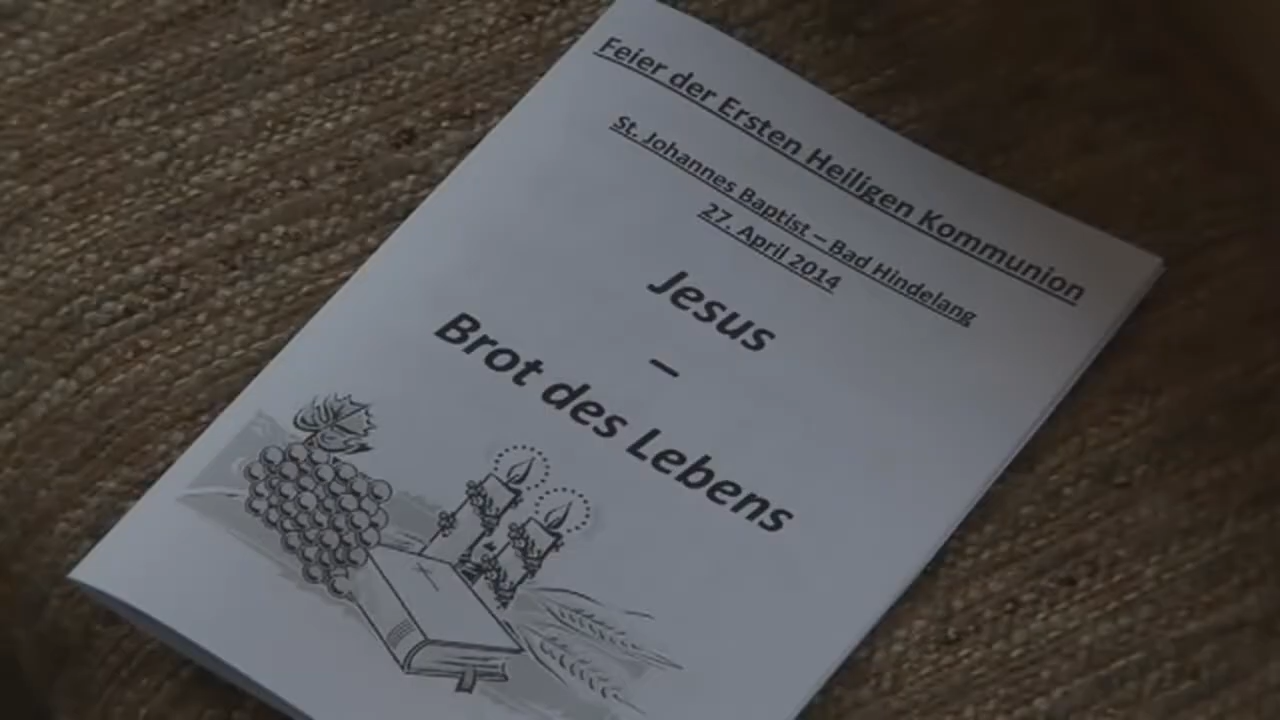 Feier der Ersten Heiligen Kommunion
St. Johannes Baptist – Bad Hindelang
27. April 2014
Jesus
–
Brot des Lebens